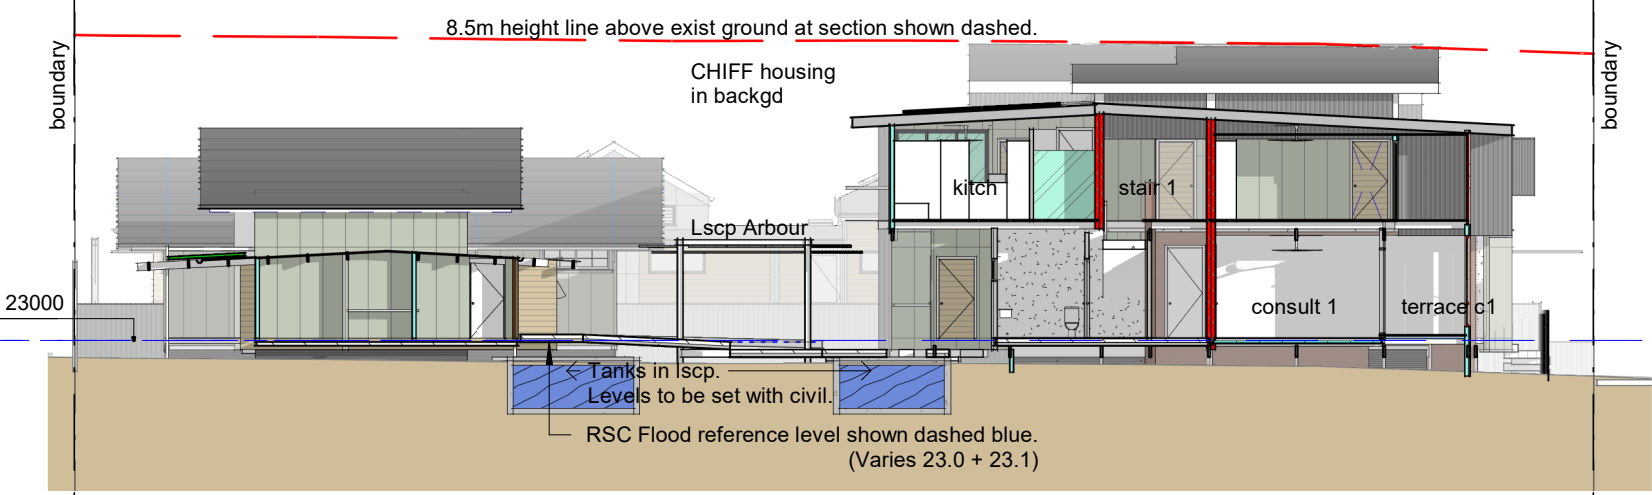 8.5m height line above exist ground at section shown dashed.
boundary
boundary
CHIFF housing
in backgd
kitch
stair 1
Lscp Arbour
23000
consult 1
terrace c1
Tanks in lscp.
Levels to be set with civil.
RSC Flood reference level shown dashed blue.
(Varies 23.0 + 23.1)